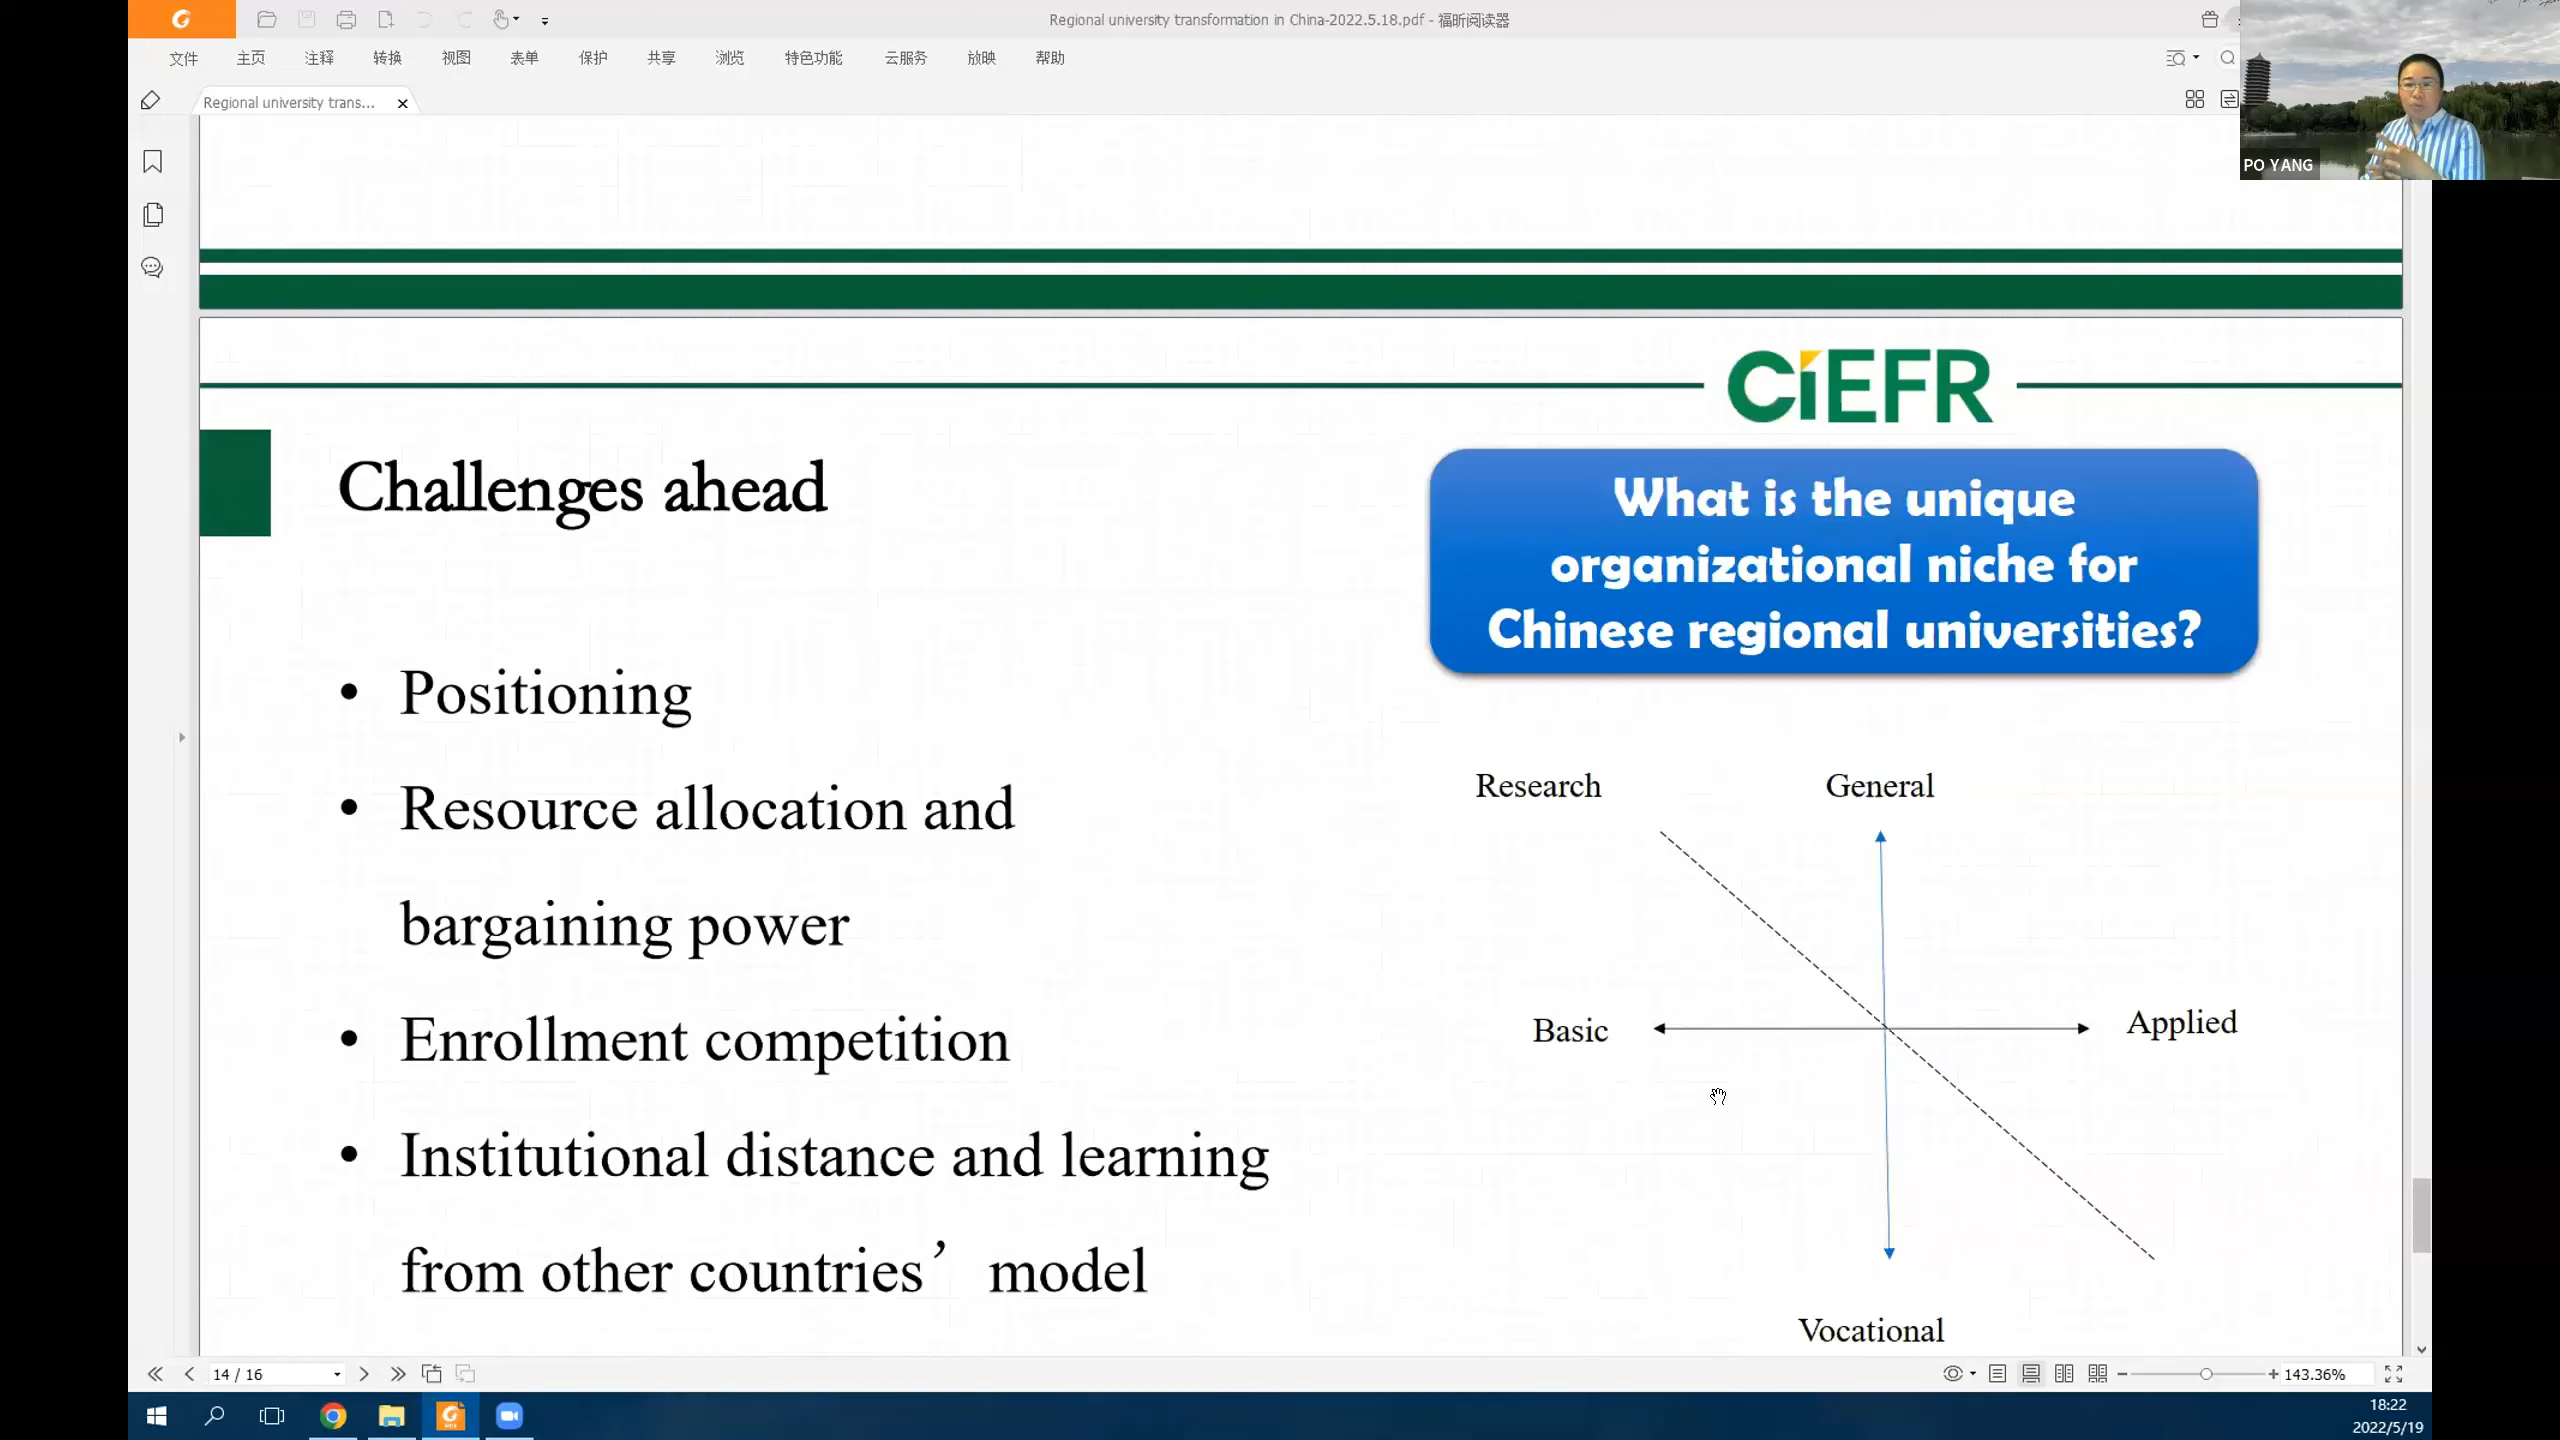 Regional university transformation in China-2022.5.18.pdf - 福昕阅读器
文件 主页 注释 转换 视图 表单 保护 共享 浏览 特色功能 云服务 放映 帮助
Regional university trans...
PO YANG
CiEFR
Challenges ahead
What is the unique
organizational niche for
Chinese regional universities?
• Positioning
• Resource allocation and
bargaining power
• Enrollment competition
• Institutional distance and learning
from other countries’ model
Research
General
Basic
Applied
Vocational
14 / 16
143.36%
18:22
2022/5/19